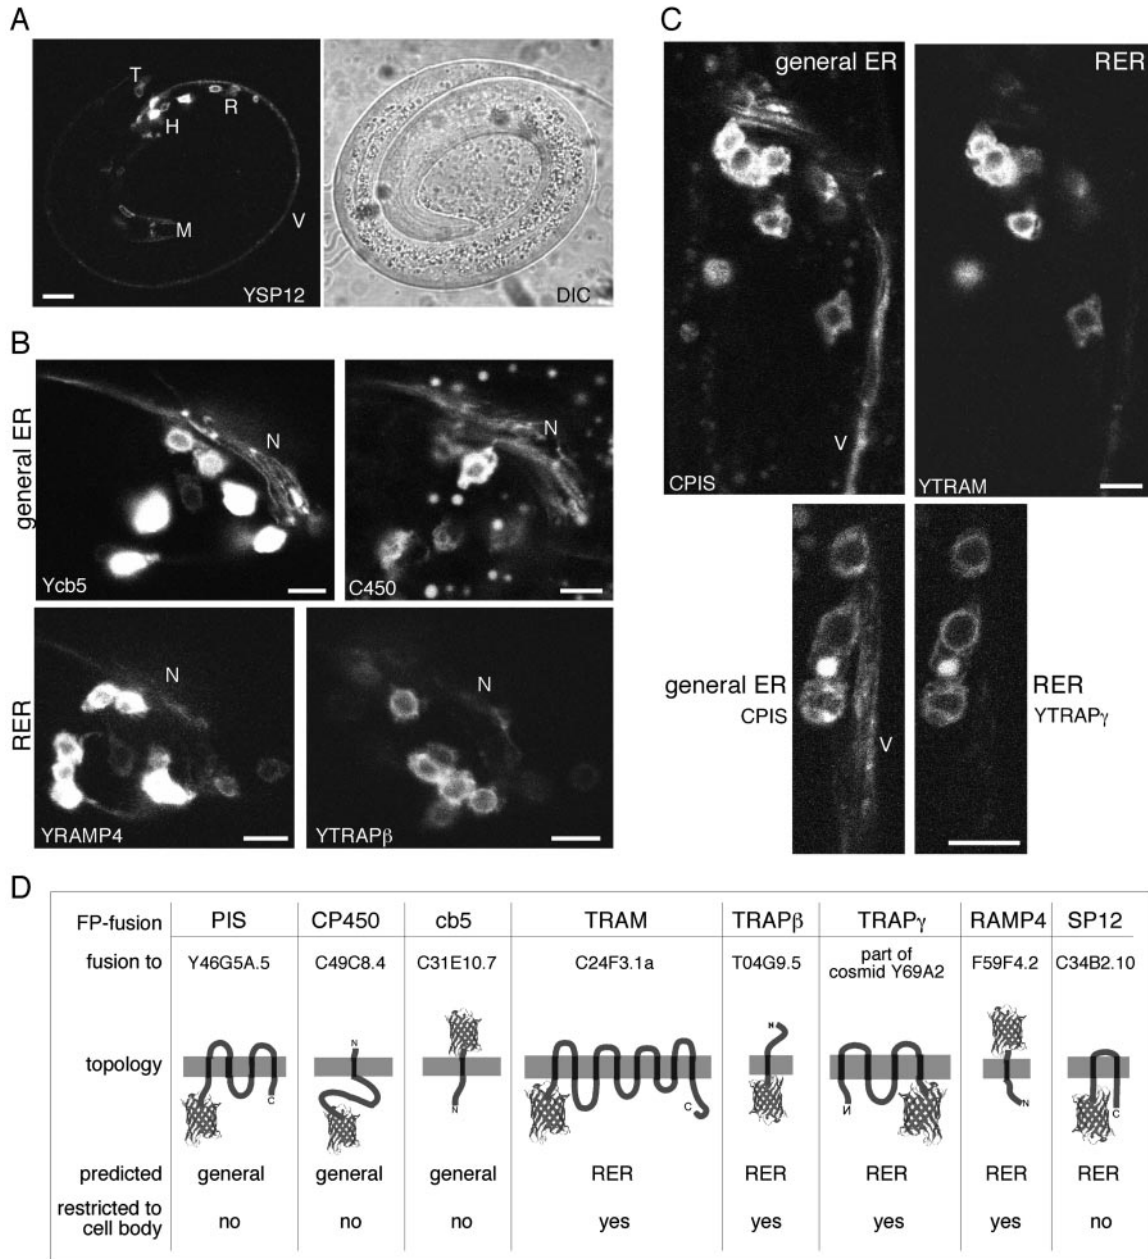 A
T
H
R
V
M
YSP12
DIC
B
general ER
N
Ycb5
N
C450
RER
N
YRAMP4
N
YTRAPβ
C
general ER
V
CPIS
RER
YTRAM
general ER
CPIS
V
RER
YTRAPγ
D
FP-fusion PIS CP450 cb5 TRAM TRAPβ TRAPγ RAMP4 SP12
fusion to Y46G5A.5 C49C8.4 C31E10.7 C24F3.1a T04G9.5 part of cosmid Y69A2 F59F4.2 C34B2.10
topology C N N C N N N C
predicted general general general RER RER RER RER RER
restricted to cell body no no no yes yes yes yes no